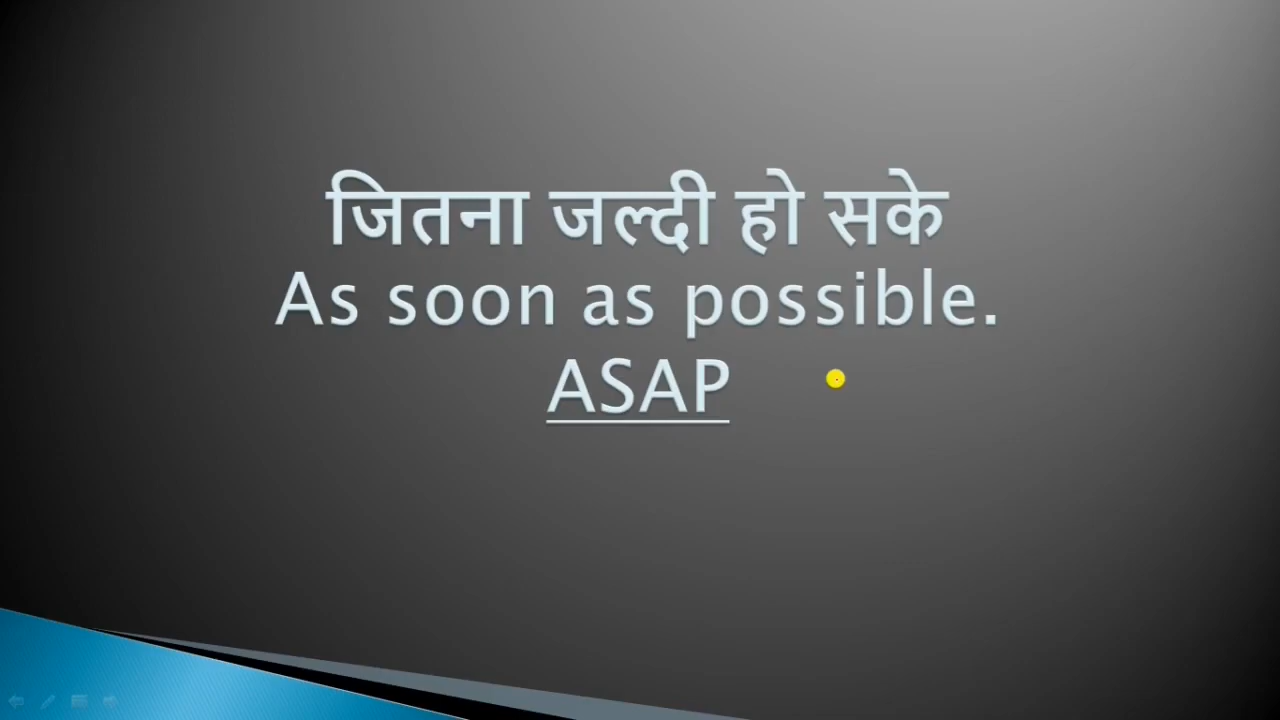 जितना जल्दी हो सके
As soon as possible.
ASAP